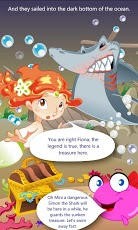 And they sailed into the dark bottom of the ocean.
You are right Fiona, the
legend is true, there is a
treasure here.
Oh Mini a dangerous
Simon the Shark will
be here in a while, he
guards the sunken
treasure. Let's move
away fast.